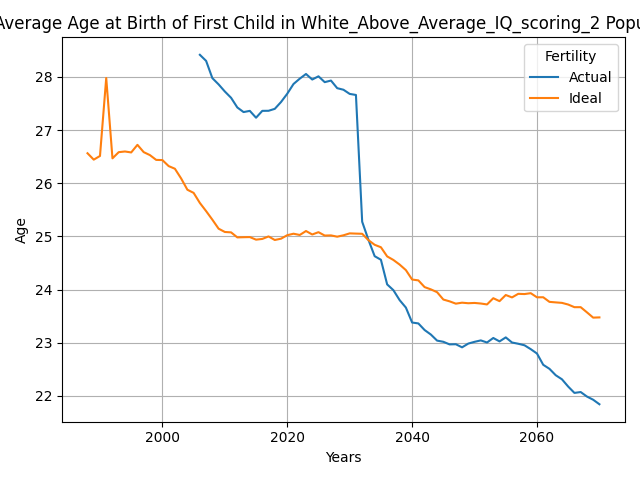 Average Age at Birth of First Child in White_Above_Average_IQ_scoring_2
Fertility
Actual
Ideal
Age
28
27
26
25
24
23
22
2000
2020
2040
2060
Years